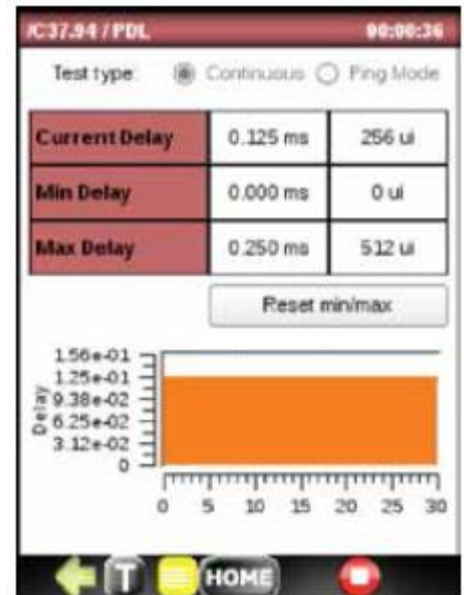 /C37.94 / PDL 00:00:36
Test type: Continuous Ping Mode
Current Delay 0.125 ms 256 ui
Min Delay 0.000 ms 0 ui
Max Delay 0.250 ms 512 ui
Reset min/max
1.56e-01
1.25e-01
9.38e-02
6.25e-02
3.12e-02
0
Delay
0 5 10 15 20 25 30
T HOME